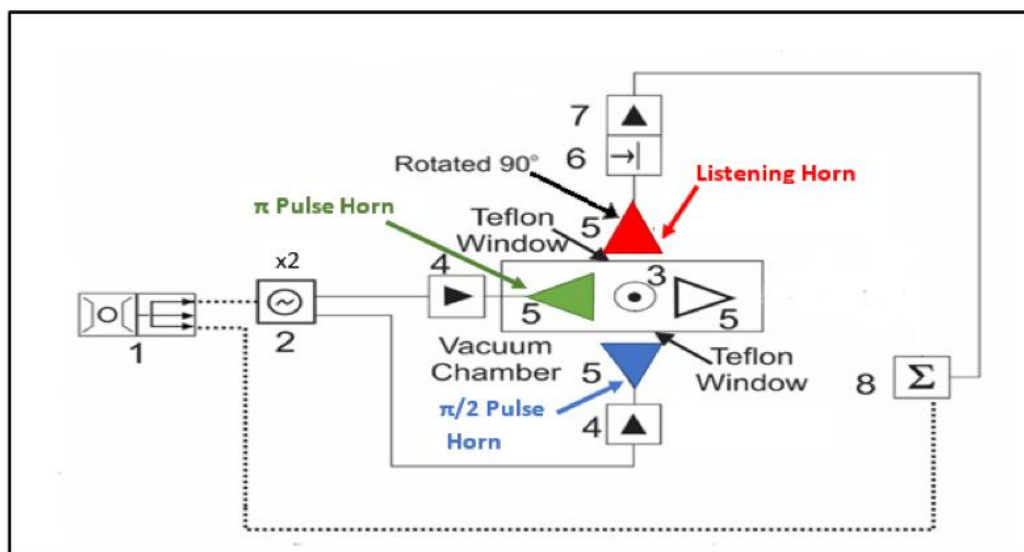 7
6
Rotated 90°
Listening Horn
π Pulse Horn
5
Teflon
Window
x2
4
3
5
5
1
2
Vacuum
Chamber
5
Teflon
Window
8
Σ
π/2 Pulse
Horn
4